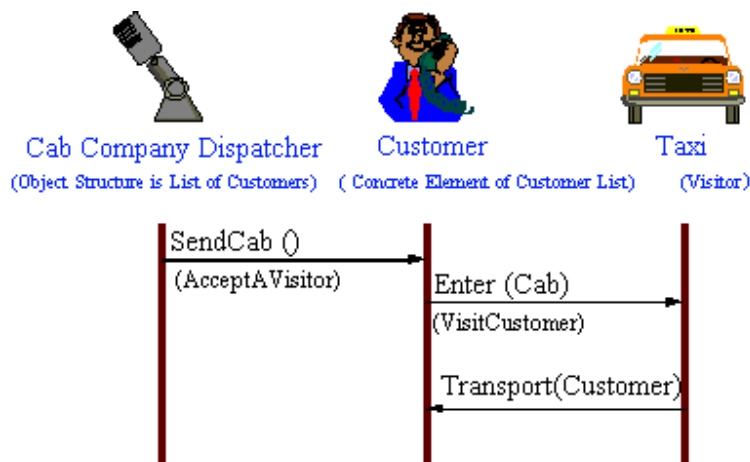 Cab Company Dispatcher
Customer
Taxi
(Object Structure is List of Customers)
( Concrete Element of Customer List)
(Visitor)
SendCab ()
(AcceptAVisitor)
Enter (Cab)
(VisitCustomer)
Transport(Customer)